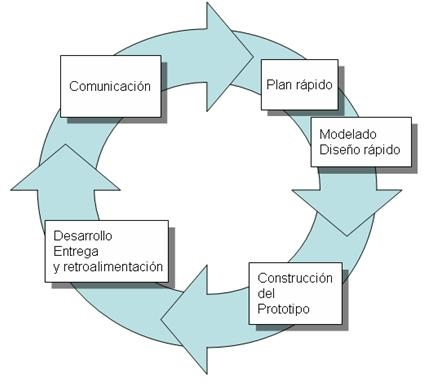 Comunicación
Plan rápido
Modelado
Diseño rápido
Construcción
del
Prototipo
Desarrollo
Entrega
y retroalimentación